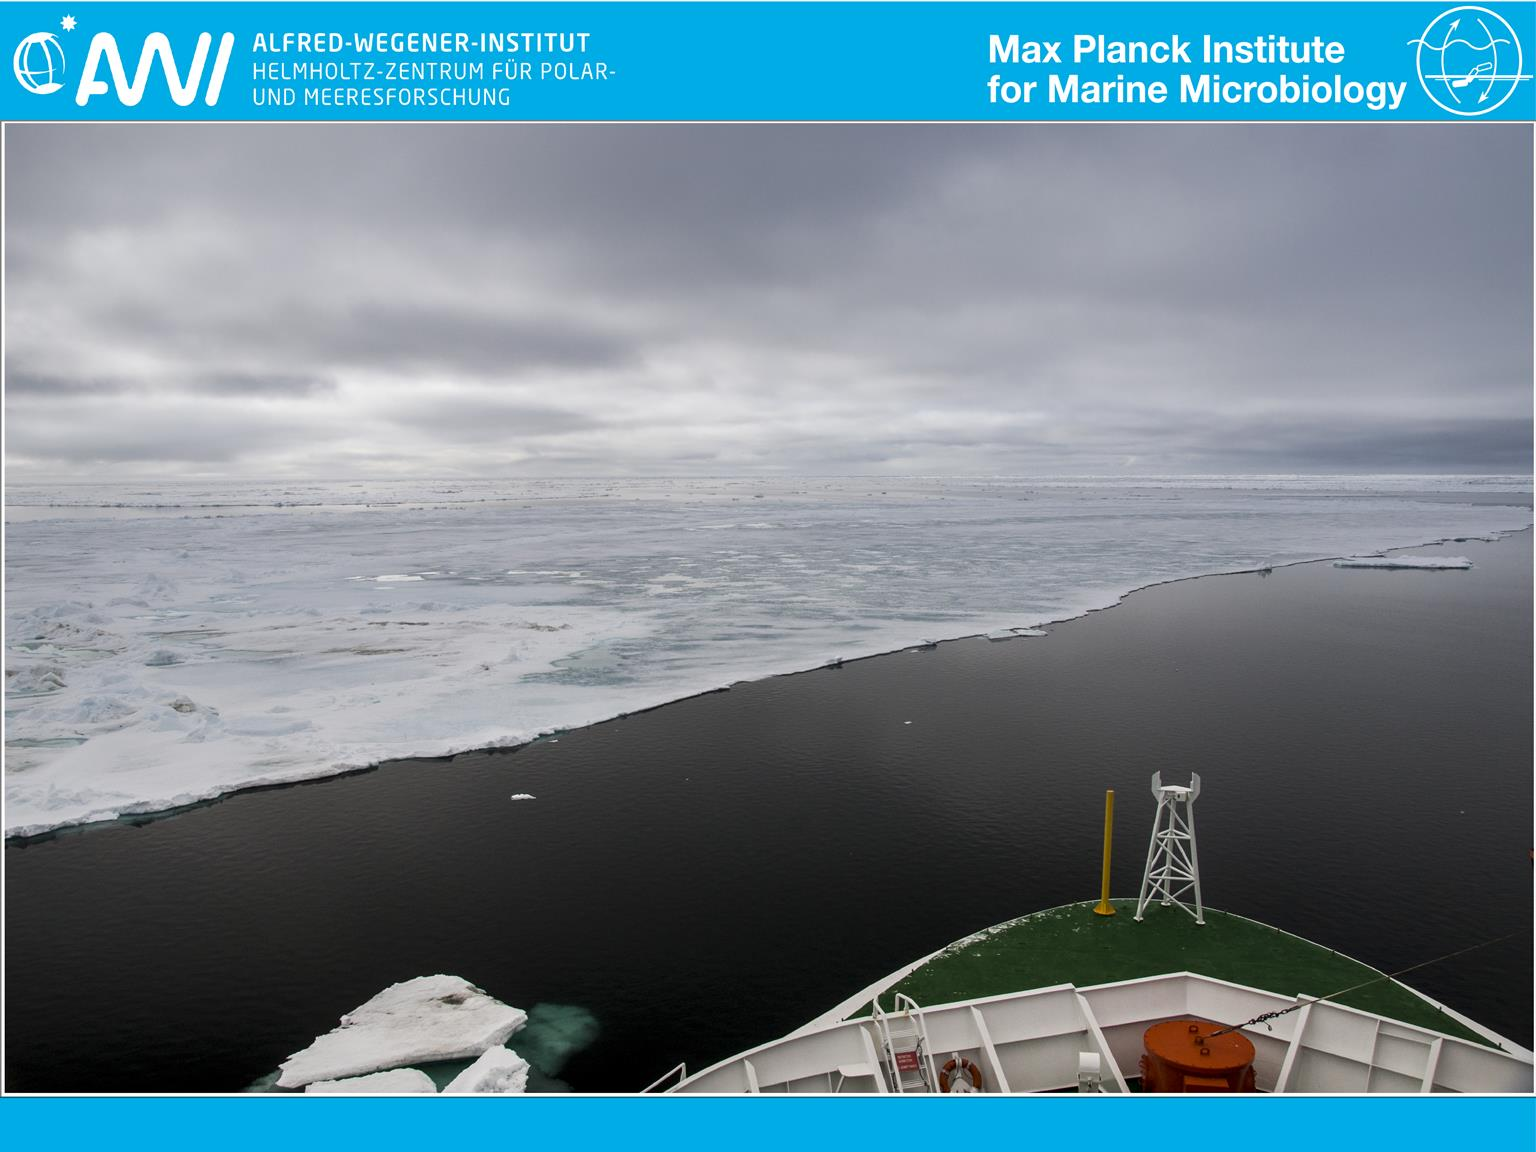 AWI
ALFRED-WEGENER-INSTITUT
HELMHOLTZ-ZENTRUM FÜR POLAR-
UND MEERESFORSCHUNG
Max Planck Institute
for Marine Microbiology